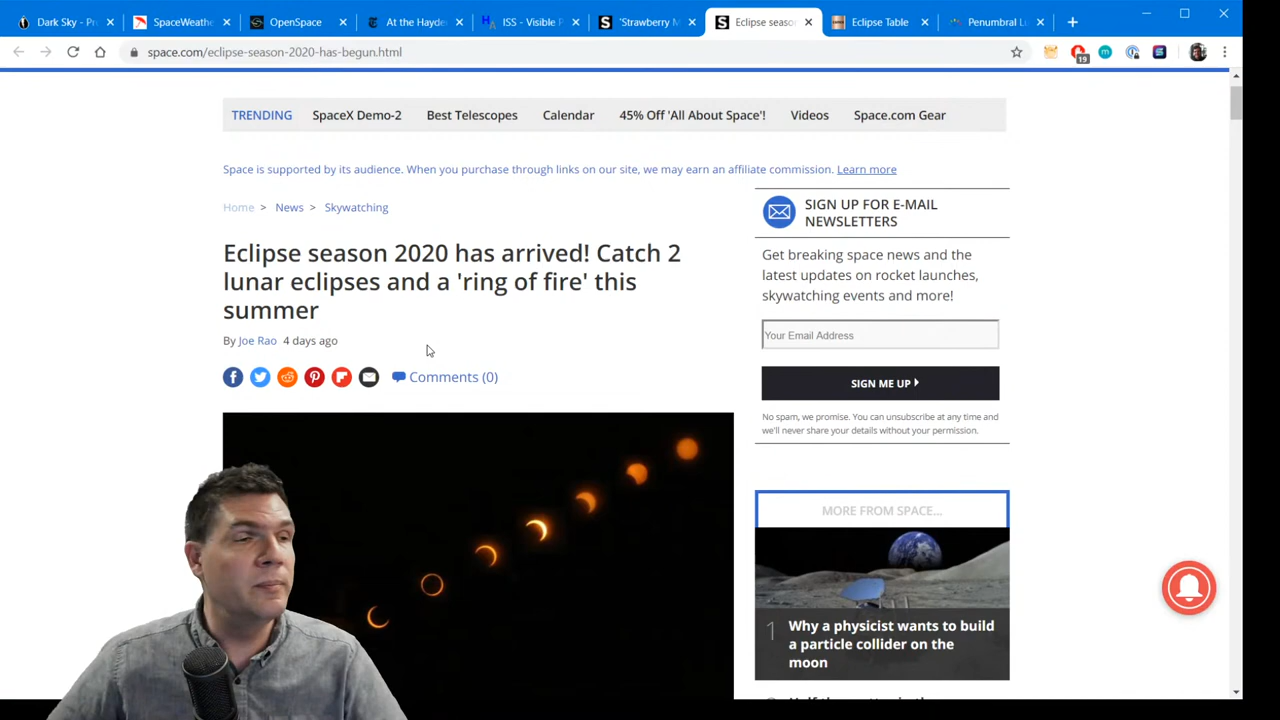 Dark Sky - Pr
SpaceWeathe
OpenSpace
At the Hayde
ISS - Visible P
'Strawberry M
Eclipse seaso
Eclipse Table
Penumbral Lu
space.com/eclipse-season-2020-has-begun.html
19
TRENDING
SpaceX Demo-2
Best Telescopes
Calendar
45% Off 'All About Space'!
Videos
Space.com Gear
Space is supported by its audience. When you purchase through links on our site, we may earn an affiliate commission. Learn more
Home > News > Skywatching
Eclipse season 2020 has arrived! Catch 2
lunar eclipses and a 'ring of fire' this
summer
By Joe Rao 4 days ago
Comments (0)
SIGN UP FOR E-MAIL
NEWSLETTERS
Get breaking space news and the
latest updates on rocket launches,
skywatching events and more!
Your Email Address
SIGN ME UP
No spam, we promise. You can unsubscribe at any time and
we'll never share your details without your permission.
MORE FROM SPACE...
1
Why a physicist wants to build
a particle collider on the
moon